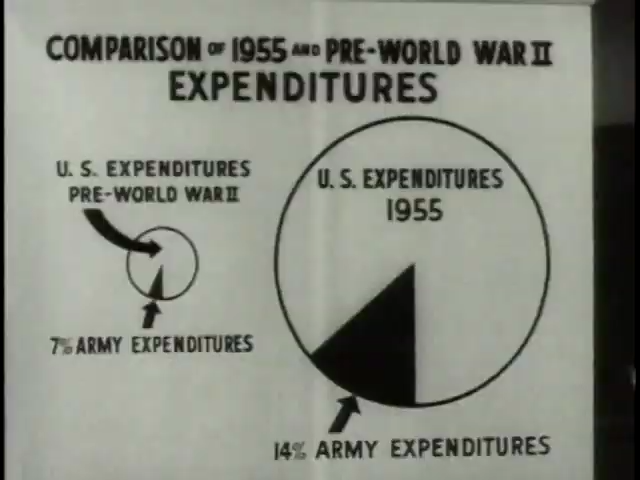 COMPARISON OF 1955 AND PRE-WORLD WAR II
EXPENDITURES
U. S. EXPENDITURES
PRE-WORLD WAR II
7% ARMY EXPENDITURES
U. S. EXPENDITURES
1955
14% ARMY EXPENDITURES